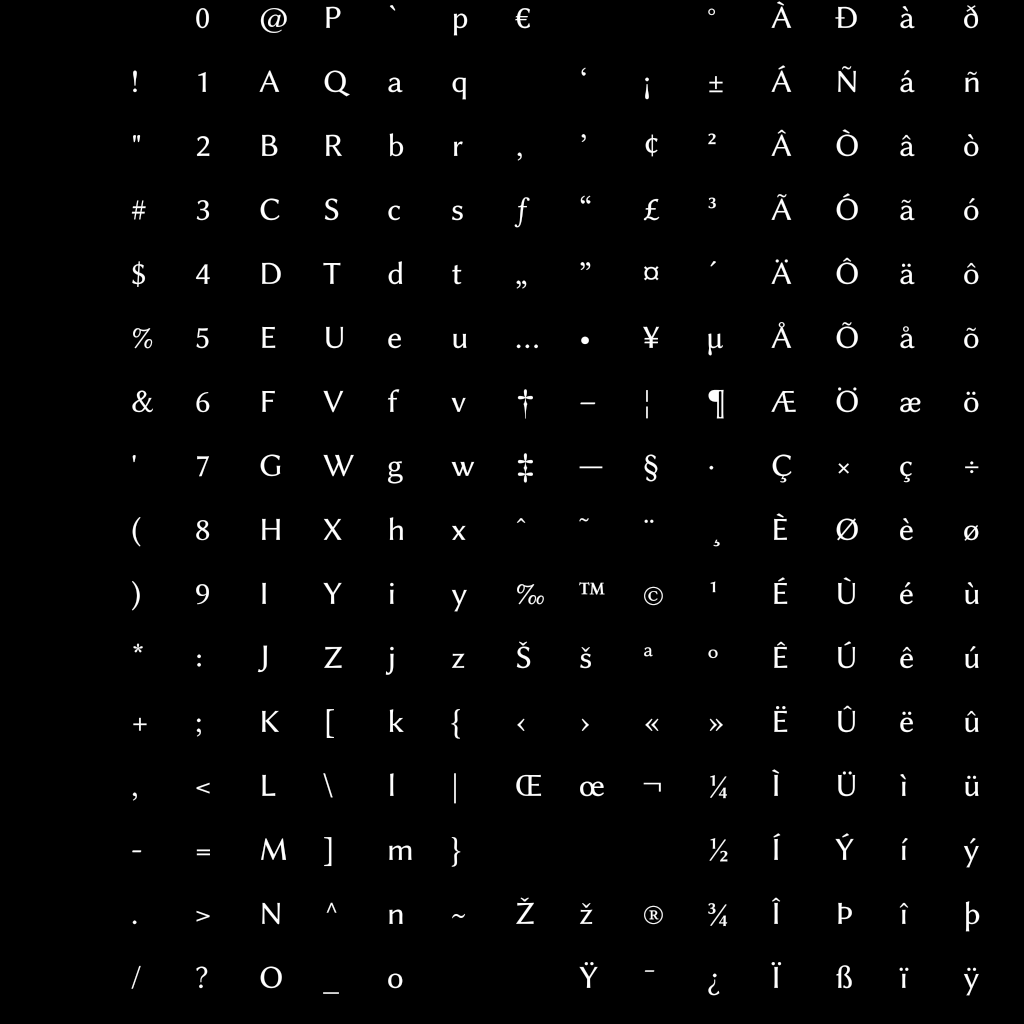 0 @ P ` p € ° À Ð à ð
! 1 A Q a q ‘ ¡ ± Á Ñ á ñ
" 2 B R b r ‚ ’ ¢ ² Â Ò â ò
# 3 C S c s ƒ “ £ ³ Ã Ó ã ó
$ 4 D T d t „ ” ¤ ´ Ä Ô ä ô
% 5 E U e u … • ¥ µ Å Õ å õ
& 6 F V f v † – ¦ ¶ Æ Ö æ ö
' 7 G W g w ‡ — § · Ç × ç ÷
( 8 H X h x ˆ ˜ ¨ ¸ È Ø è ø
) 9 I Y i y ‰ ™ © ¹ É Ù é ù
* : J Z j z Š š ª º Ê Ú ê ú
+ ; K [ k { ‹ › « » Ë Û ë û
, < L \ l | Œ œ ¬ ¼ Ì Ü ì ü
- = M ] m } ½ Í Ý í ý
. > N ^ n ~ Ž ž ® ¾ Î Þ î þ
/ ? O _ o Ÿ ¯ ¿ Ï ß ï ÿ